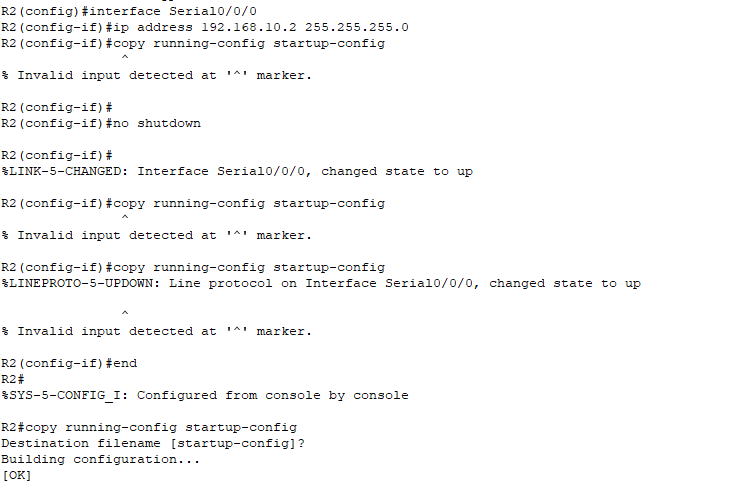 R2(config)#interface Serial0/0/0
R2(config-if)#ip address 192.168.10.2 255.255.255.0
R2(config-if)#copy running-config startup-config
^
% Invalid input detected at '^' marker.
R2(config-if)#
R2(config-if)#no shutdown
R2(config-if)#
%LINK-5-CHANGED: Interface Serial0/0/0, changed state to up
R2(config-if)#copy running-config startup-config
^
% Invalid input detected at '^' marker.
R2(config-if)#copy running-config startup-config
%LINEPROTO-5-UPDOWN: Line protocol on Interface Serial0/0/0, changed state to up
^
% Invalid input detected at '^' marker.
R2(config-if)#end
R2#
%SYS-5-CONFIG_I: Configured from console by console
R2#copy running-config startup-config
Destination filename [startup-config]?
Building configuration...
[OK]